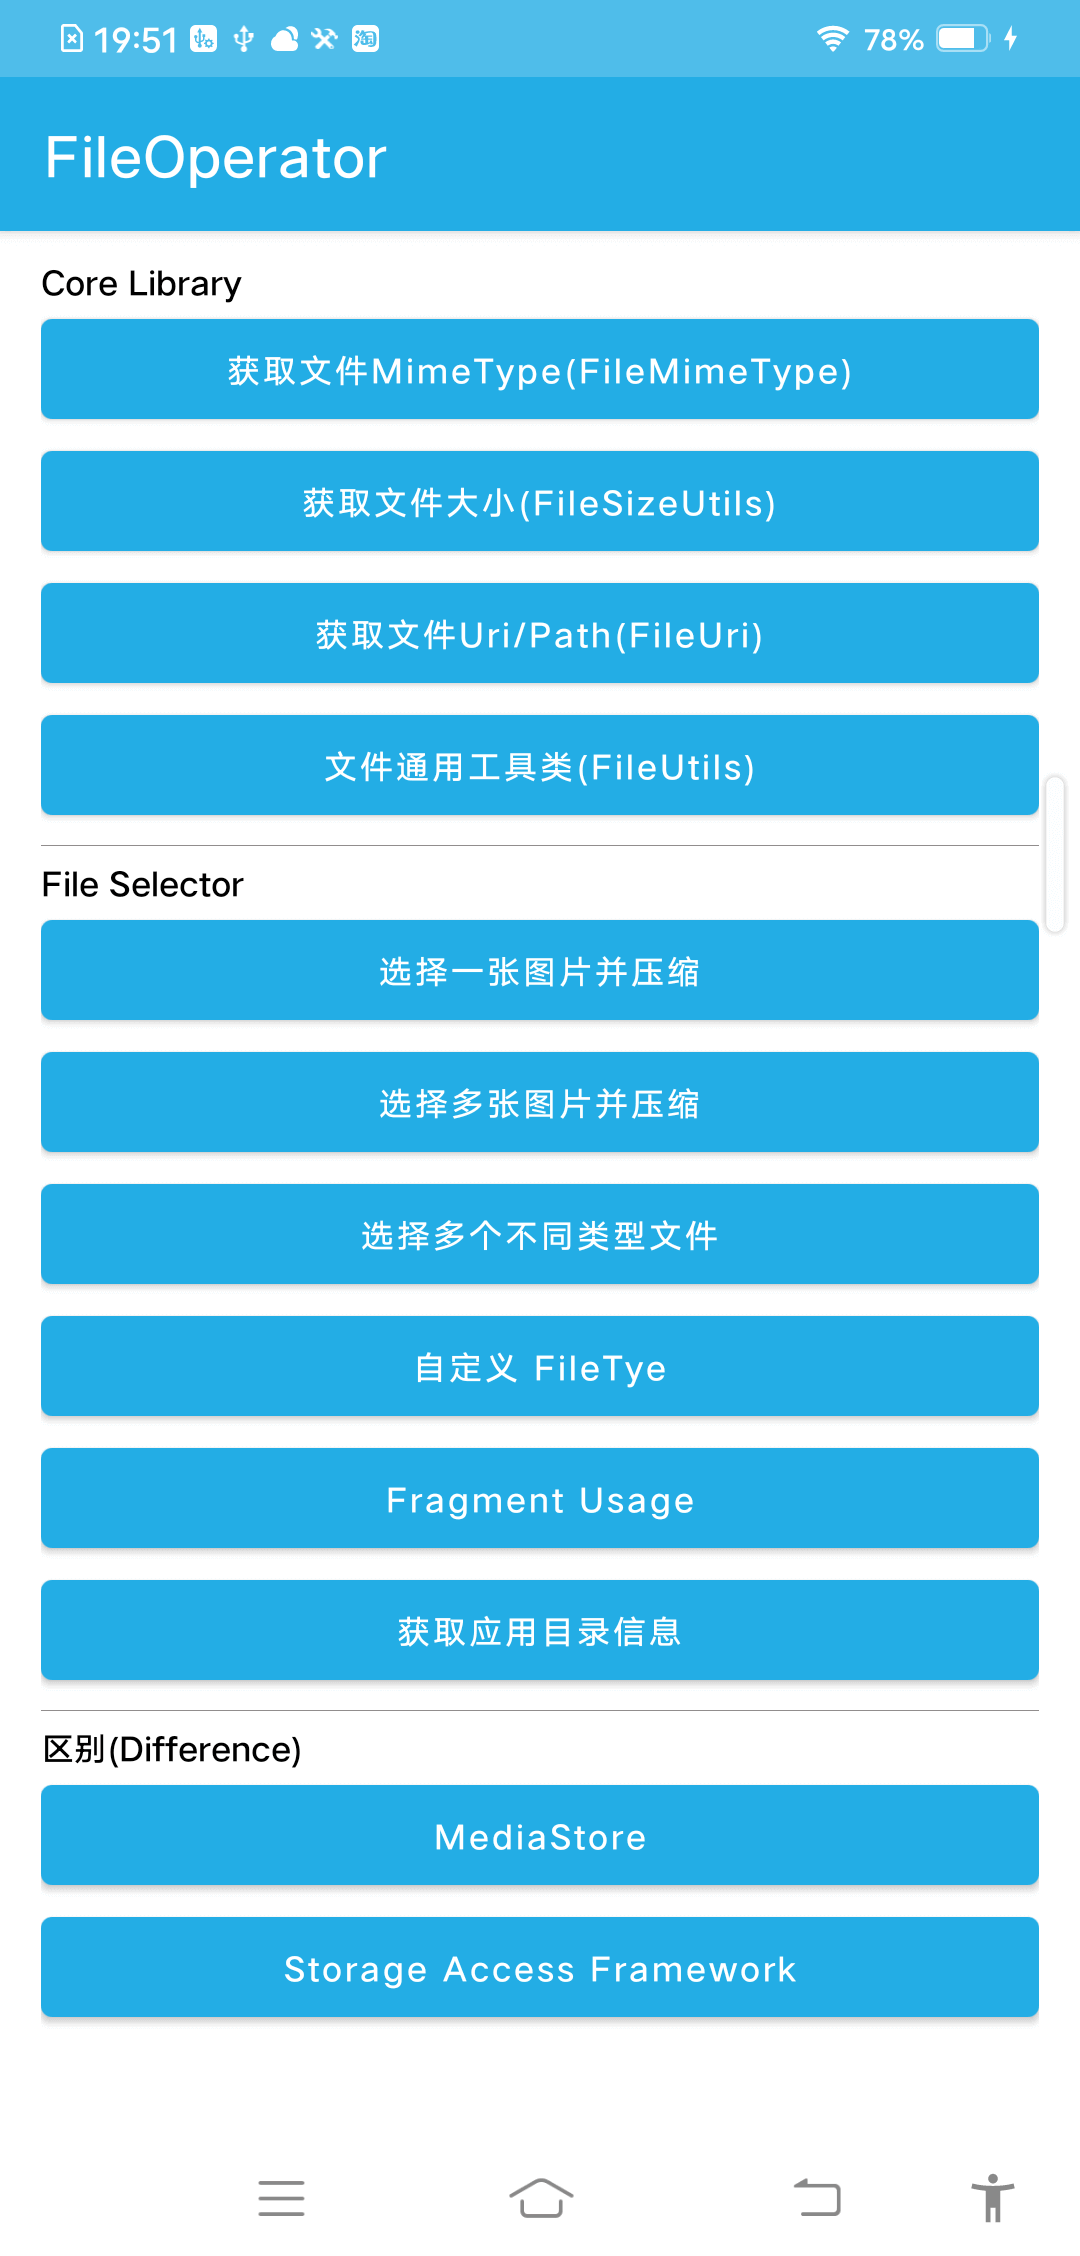 19:51
淘
78%
FileOperator
Core Library
获取文件MimeType(FileMimeType)
获取文件大小(FileSizeUtils)
获取文件Uri/Path(FileUri)
文件通用工具类(FileUtils)
File Selector
选择一张图片并压缩
选择多张图片并压缩
选择多个不同类型文件
自定义 FileTye
Fragment Usage
获取应用目录信息
区别(Difference)
MediaStore
Storage Access Framework